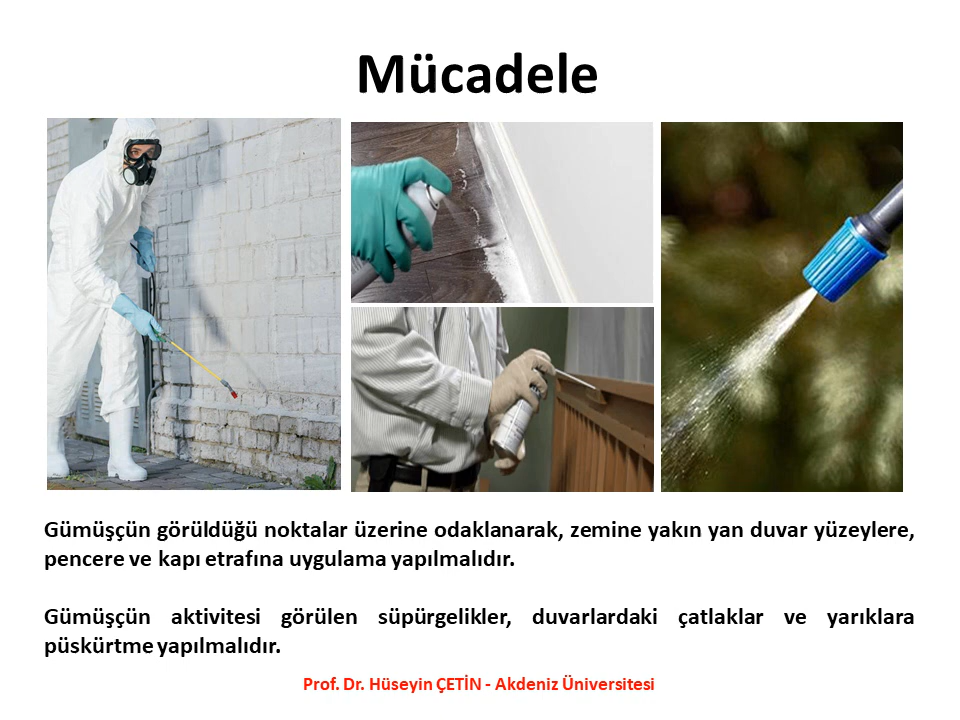 Mücadele
Gümüşçün görüldüğü noktalar üzerine odaklanarak, zemine yakın yan duvar yüzeylere,
pencere ve kapı etrafına uygulama yapılmalıdır.
Gümüşçün aktivitesi görülen süpürgelikler, duvarlardaki çatlaklar ve yarıklara
püskürtme yapılmalıdır.
Prof. Dr. Hüseyin ÇETİN - Akdeniz Üniversitesi